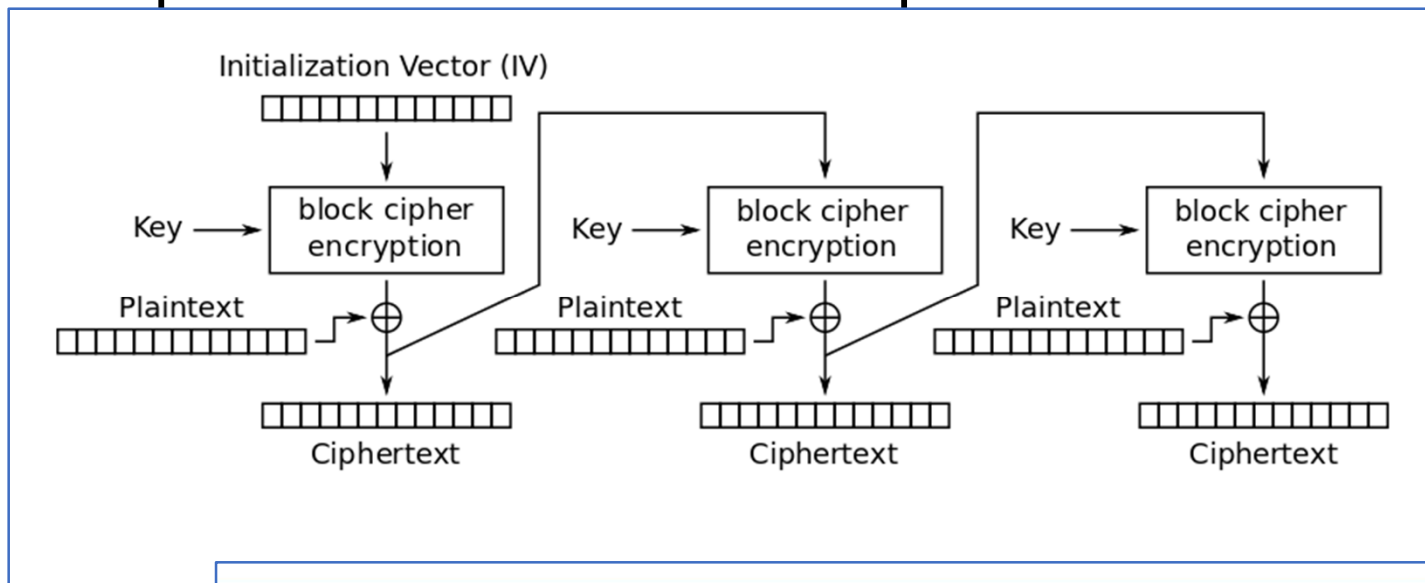 Initialization Vector (IV)
Key
block cipher
encryption
Plaintext
Ciphertext
Key
block cipher
encryption
Plaintext
Ciphertext
Key
block cipher
encryption
Plaintext
Ciphertext